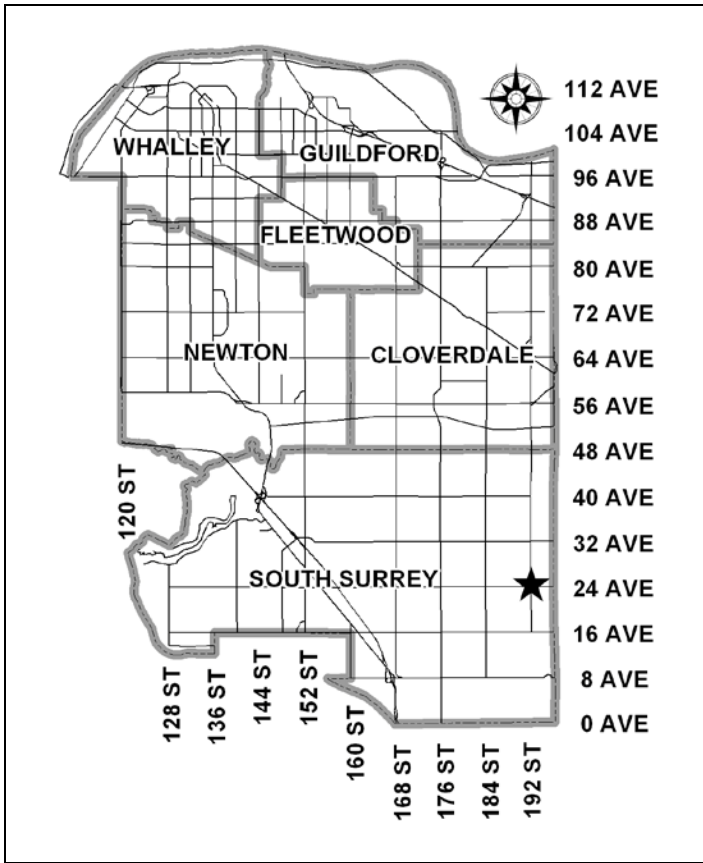 112 AVE
104 AVE
WHALLEY
GUILDFORD
96 AVE
88 AVE
FLEETWOOD
80 AVE
72 AVE
NEWTON
CLOVERDALE
64 AVE
56 AVE
48 AVE
120 ST
40 AVE
32 AVE
SOUTH SURREY
24 AVE
16 AVE
8 AVE
0 AVE
128 ST
136 ST
144 ST
152 ST
160 ST
168 ST
176 ST
184 ST
192 ST